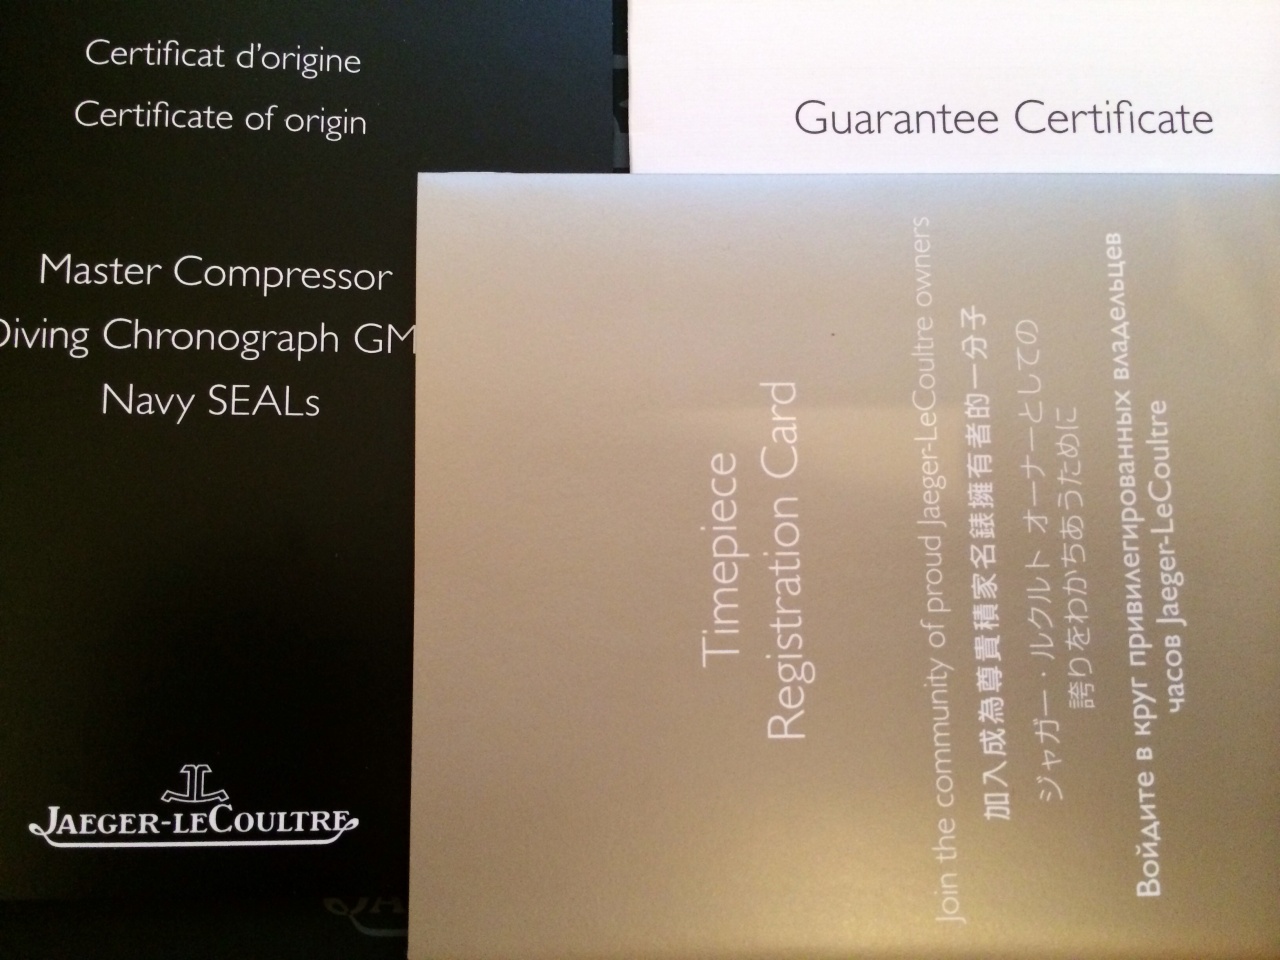 Certificat d'origine
Certificate of origin
Master Compressor
Diving Chronograph GM
Navy SEALs
JAEGER-LECOULTRE
Guarantee Certificate
Timepiece
Registration Card
Join the community of proud Jaeger-LeCoultre owners
加入成為尊貴積家名錶擁有者的一分子
ジャガー・ルクルト オーナーとしての
誇りをわかちあうために
Войдите в круг привилегированных владельцев
часов Jaeger-LeCoultre